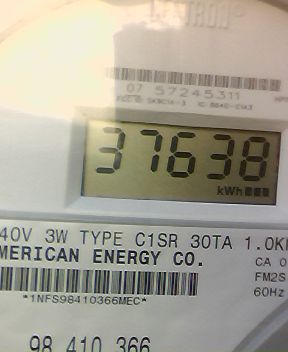 07 57245311
37638
kWh
40V 3W TYPE C1SR 30TA 1.0K
MERICAN ENERGY CO.
CA 0
FM2S
60Hz
*1NFS98410366MEC*
98 410 366